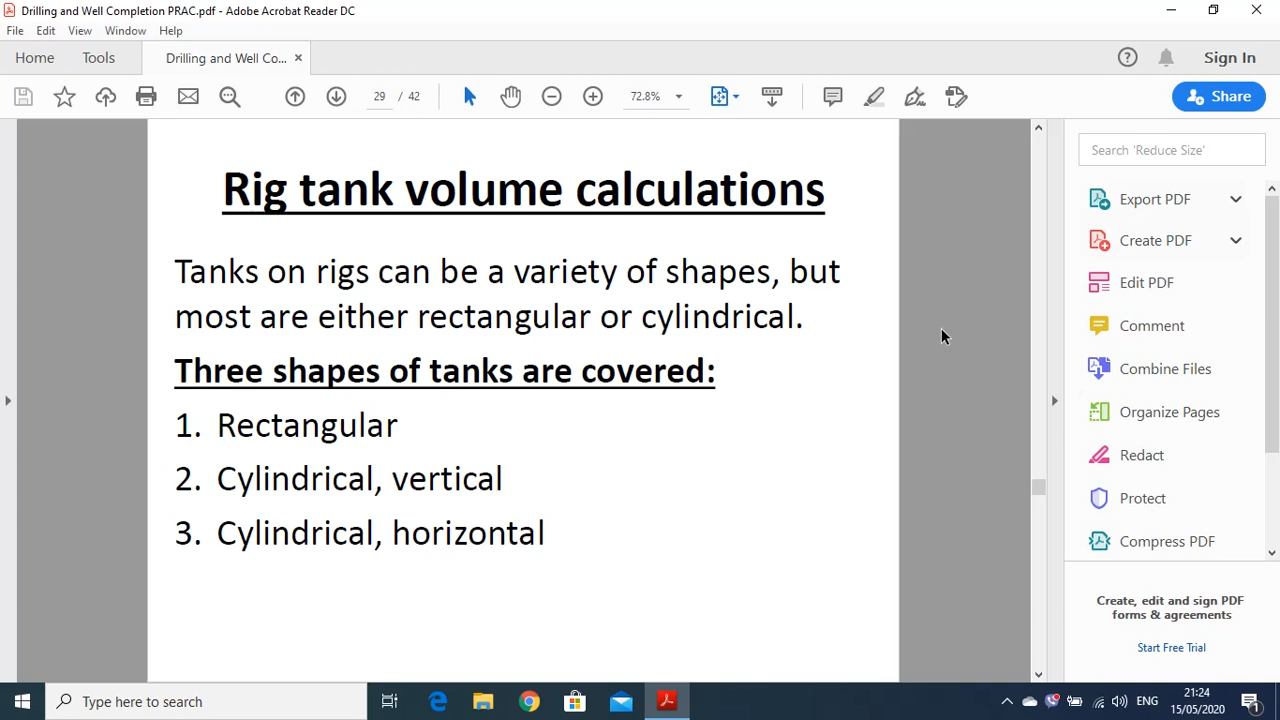 Drilling and Well Completion PRAC.pdf - Adobe Acrobat Reader DC
File Edit View Window Help
Home Tools Drilling and Well Co... × Sign In
29 / 42 72.8% Share
Rig tank volume calculations
Tanks on rigs can be a variety of shapes, but
most are either rectangular or cylindrical.
Three shapes of tanks are covered:
1. Rectangular
2. Cylindrical, vertical
3. Cylindrical, horizontal
Search 'Reduce Size'
Export PDF
Create PDF
Edit PDF
Comment
Combine Files
Organize Pages
Redact
Protect
Compress PDF
Create, edit and sign PDF
forms & agreements
Start Free Trial
Type here to search
ENG
21:24
15/05/2020
1